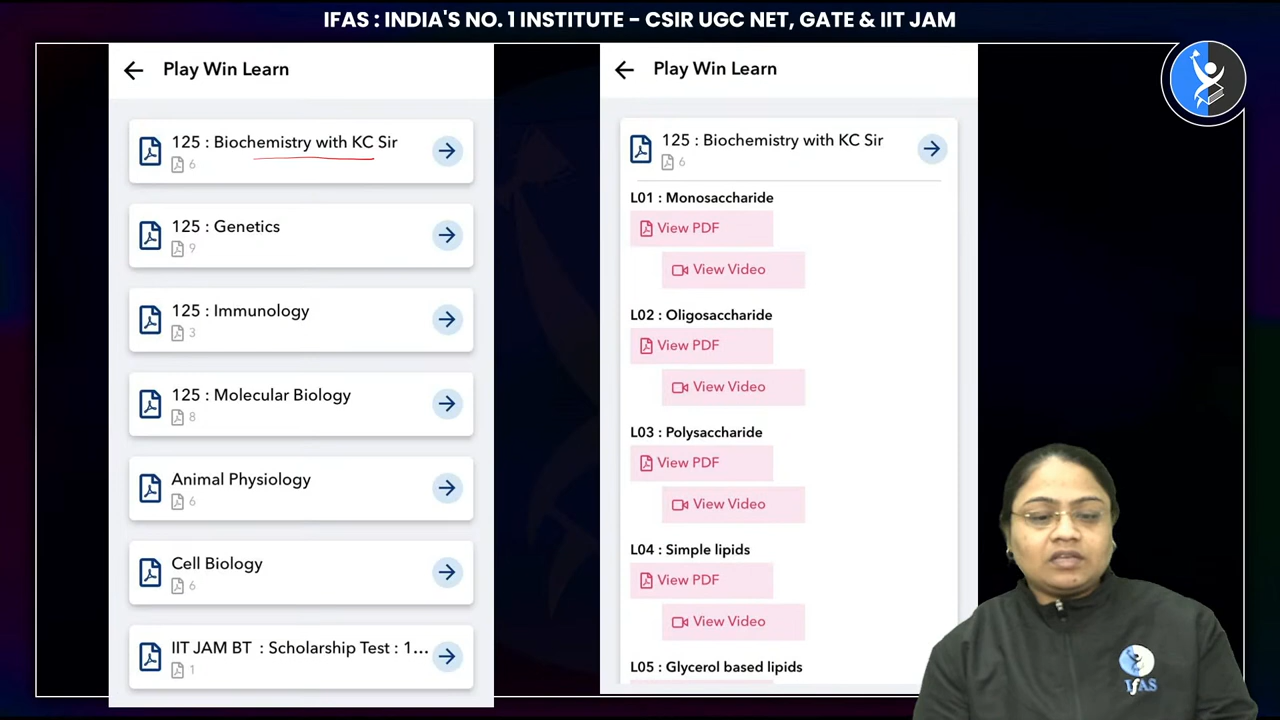 IFAS : INDIA'S NO. 1 INSTITUTE – CSIR UGC NET, GATE & IIT JAM
Play Win Learn
125 : Biochemistry with KC Sir
6
125 : Genetics
9
125 : Immunology
3
125 : Molecular Biology
8
Animal Physiology
6
Cell Biology
6
IIT JAM BT : Scholarship Test : 1...
1
Play Win Learn
125 : Biochemistry with KC Sir
6
L01 : Monosaccharide
View PDF
View Video
L02 : Oligosaccharide
View PDF
View Video
L03 : Polysaccharide
View PDF
View Video
L04 : Simple lipids
View PDF
View Video
L05 : Glycerol based lipids
IFAS